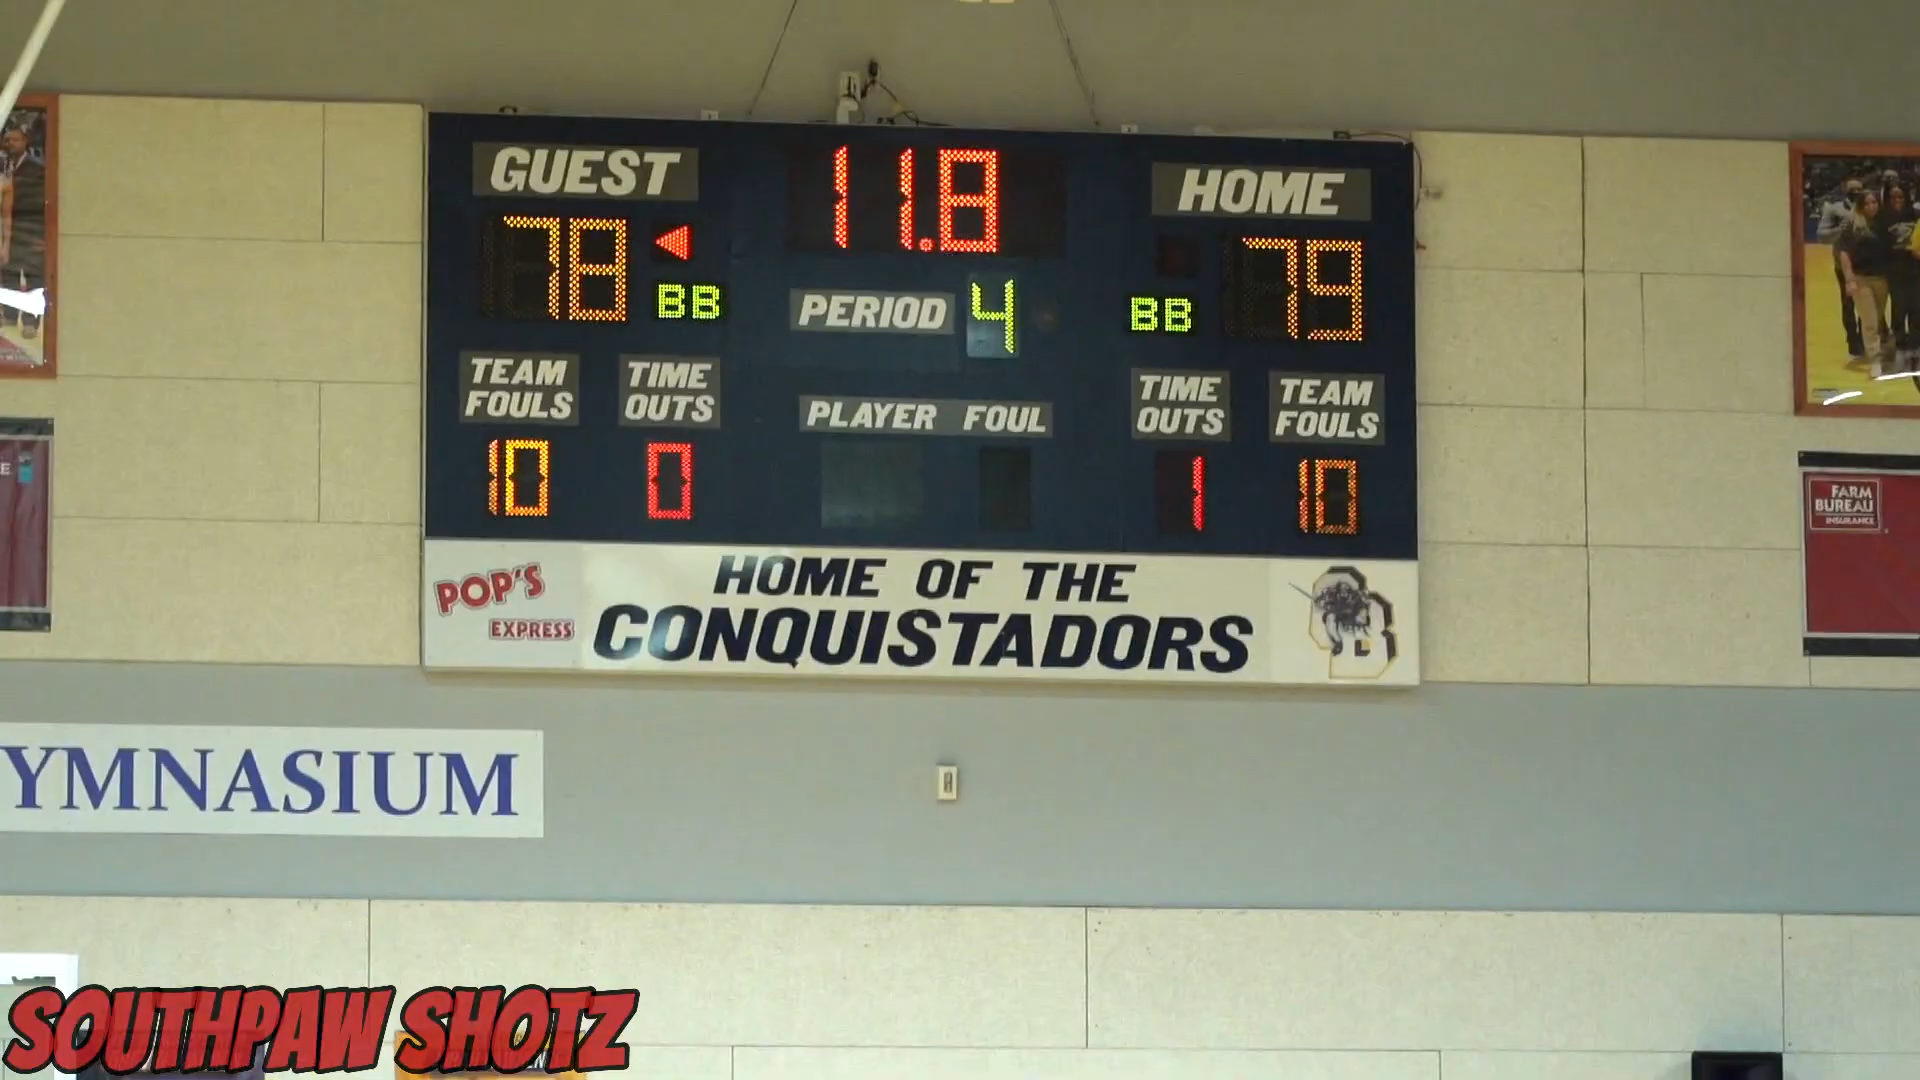 GUEST 11.8 HOME
78 79
BB PERIOD 4 BB
TEAM FOULS
TIME OUTS
PLAYER FOUL
TIME OUTS
TEAM FOULS
10 0 1 10
POP'S EXPRESS
HOME OF THE
CONQUISTADORS
FARM
BUREAU
INSURANCE
YMNASIUM
SOUTHPAW SHOTZ